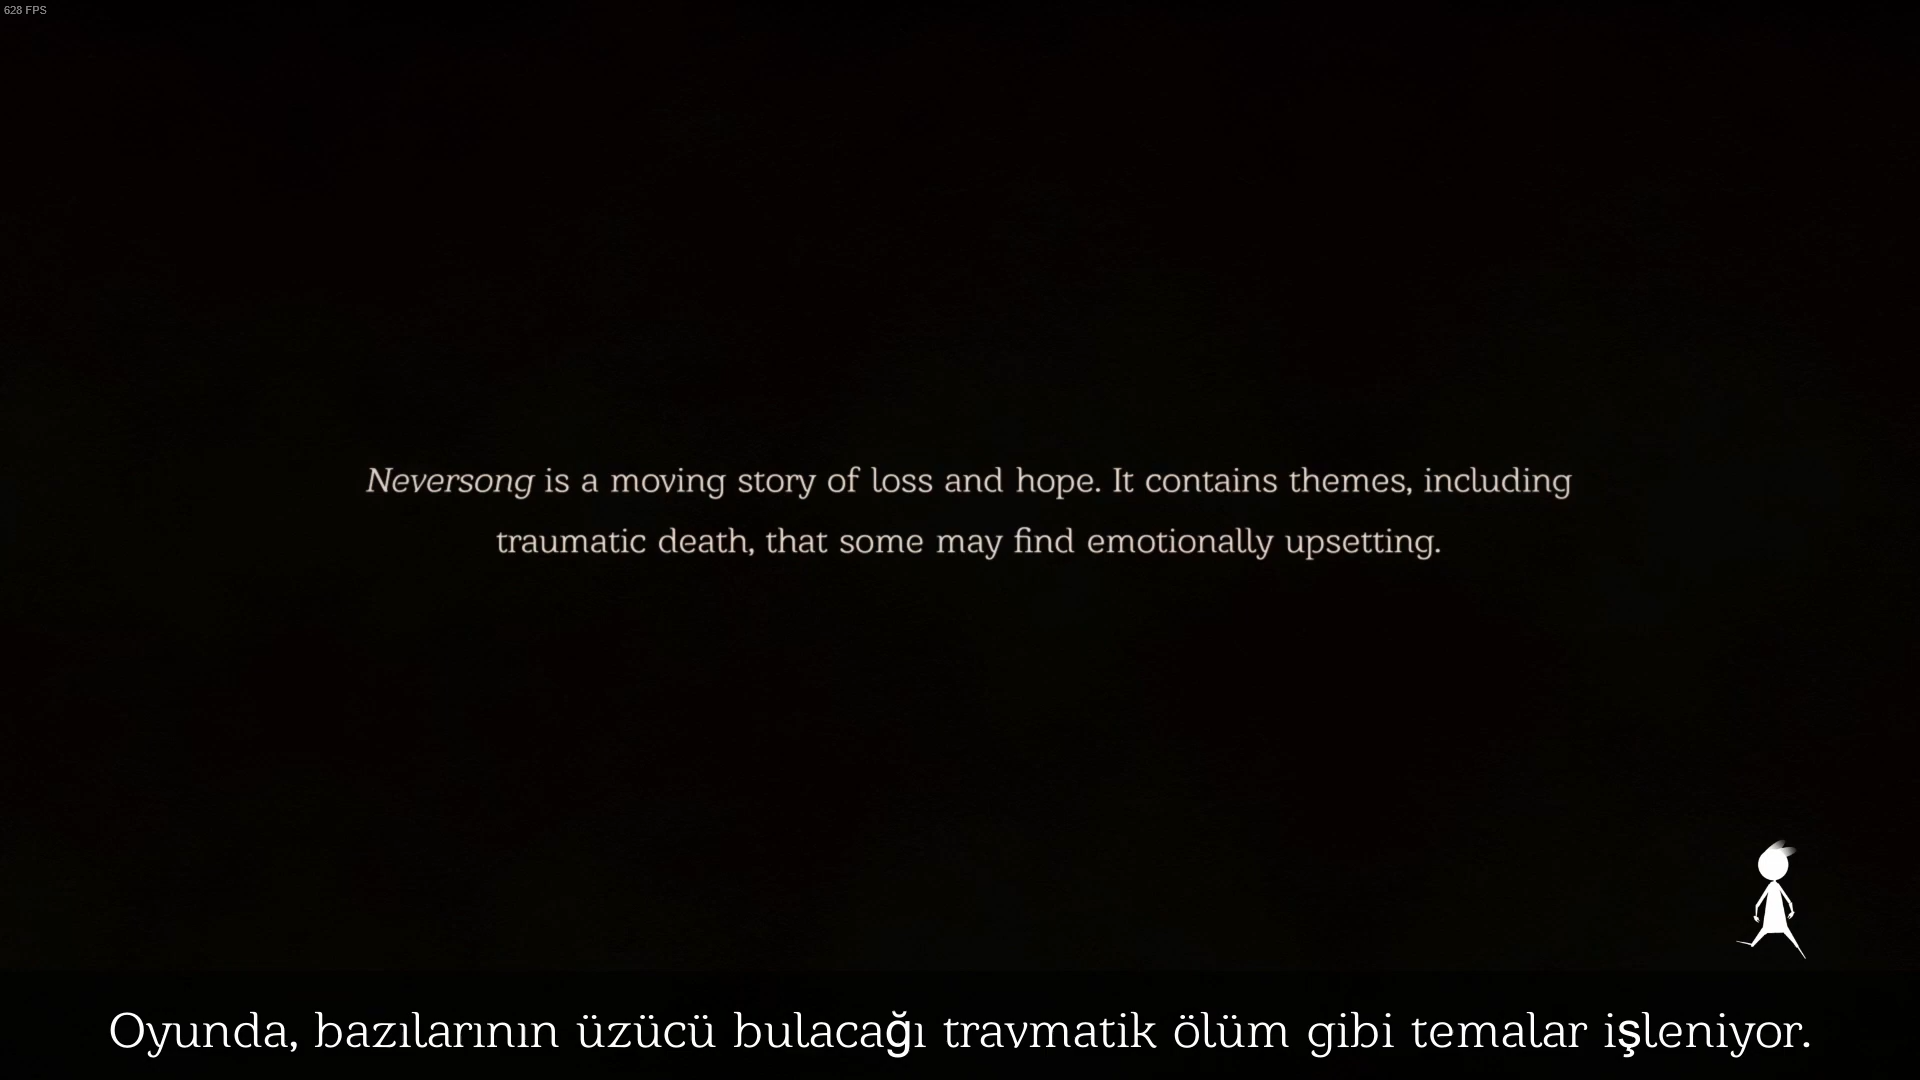 628 FPS
Neversong is a moving story of loss and hope. It contains themes, including
traumatic death, that some may find emotionally upsetting.
Oyunda, bazılarının üzücü bulacağı travmatik ölüm gibi temalar işleniyor.